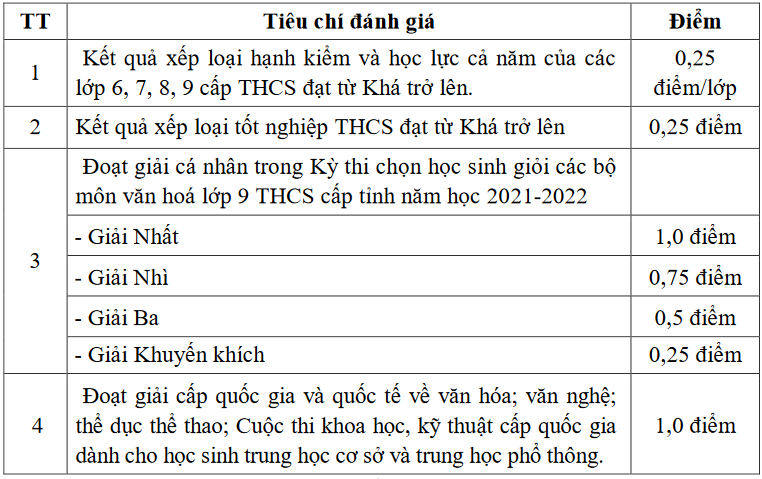 TT Tiêu chí đánh giá Điểm
1 Kết quả xếp loại hạnh kiểm và học lực cả năm của các lớp 6, 7, 8, 9 cấp THCS đạt từ Khá trở lên. 0,25 điểm/lớp
2 Kết quả xếp loại tốt nghiệp THCS đạt từ Khá trở lên 0,25 điểm
3 Đoạt giải cá nhân trong Kỳ thi chọn học sinh giỏi các bộ môn văn hoá lớp 9 THCS cấp tỉnh năm học 2021-2022
- Giải Nhất 1,0 điểm
- Giải Nhì 0,75 điểm
- Giải Ba 0,5 điểm
- Giải Khuyến khích 0,25 điểm
4 Đoạt giải cấp quốc gia và quốc tế về văn hóa; văn nghệ; thể dục thể thao; Cuộc thi khoa học, kỹ thuật cấp quốc gia dành cho học sinh trung học cơ sở và trung học phổ thông. 1,0 điểm